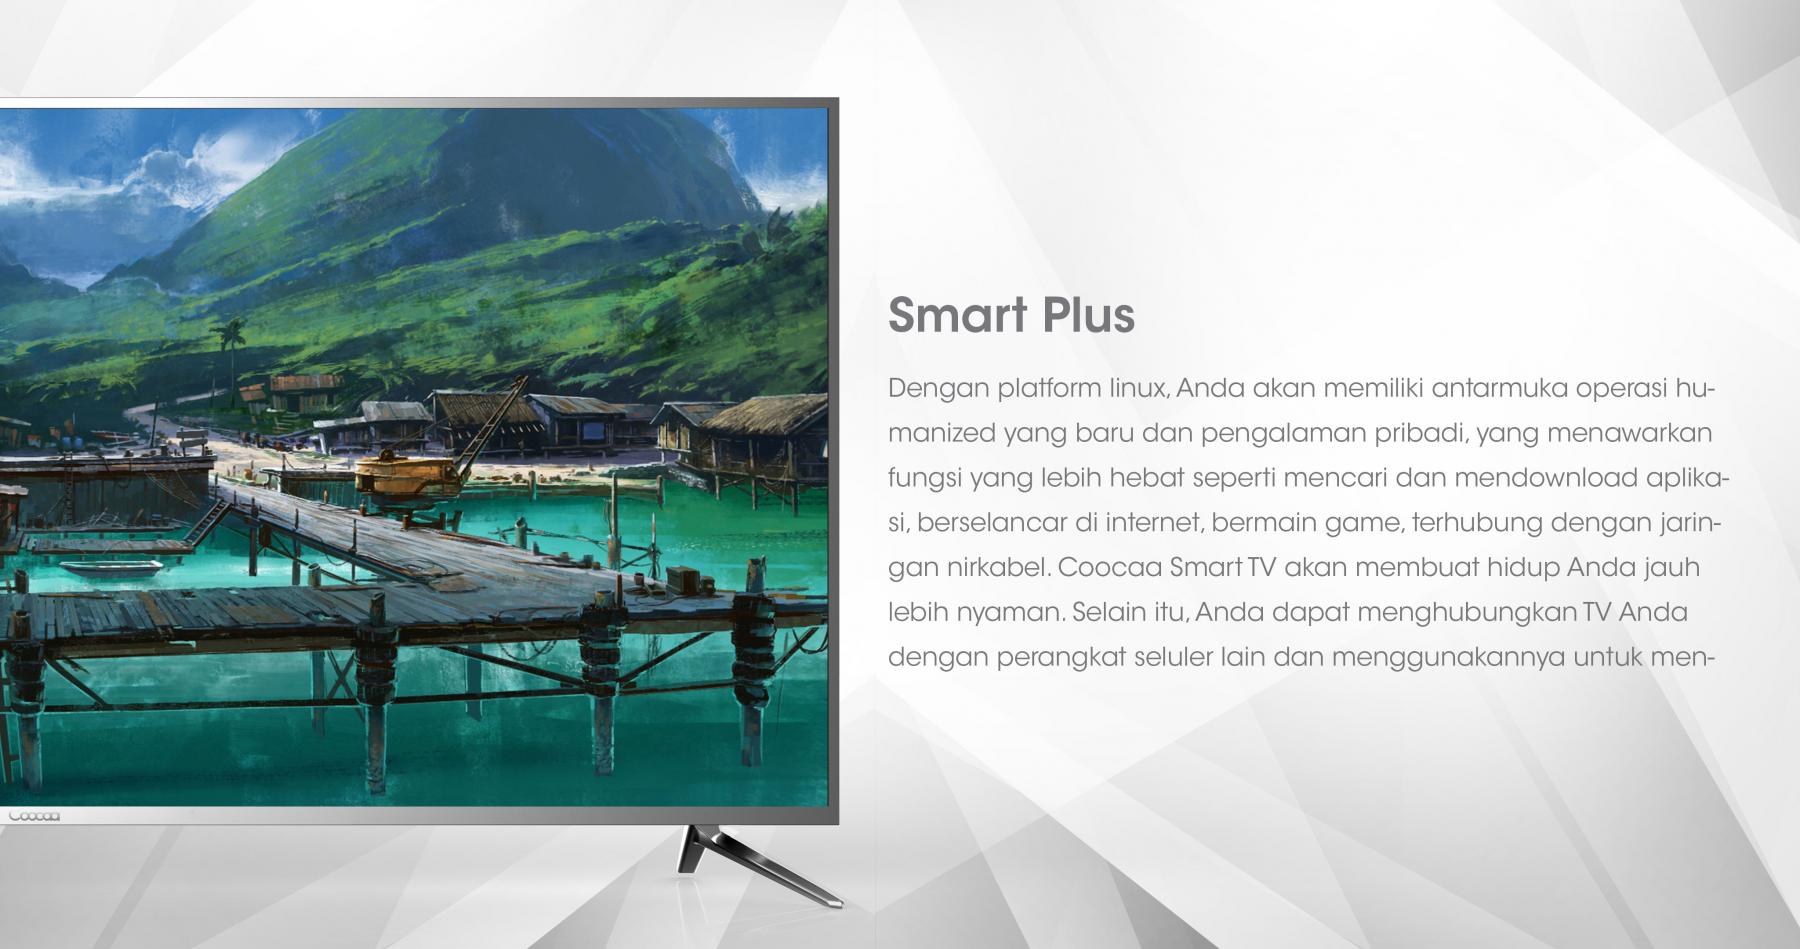 Smart Plus
Dengan platform linux, Anda akan memiliki antarmuka operasi hu-
manized yang baru dan pengalaman pribadi, yang menawarkan
fungsi yang lebih hebat seperti mencari dan mendownload aplika-
si, berselancar di internet, bermain game, terhubung dengan jarin-
gan nirkabel. Coocaa Smart TV akan membuat hidup Anda jauh
lebih nyaman. Selain itu, Anda dapat menghubungkan TV Anda
dengan perangkat seluler lain dan menggunakannya untuk men-
Coocaa